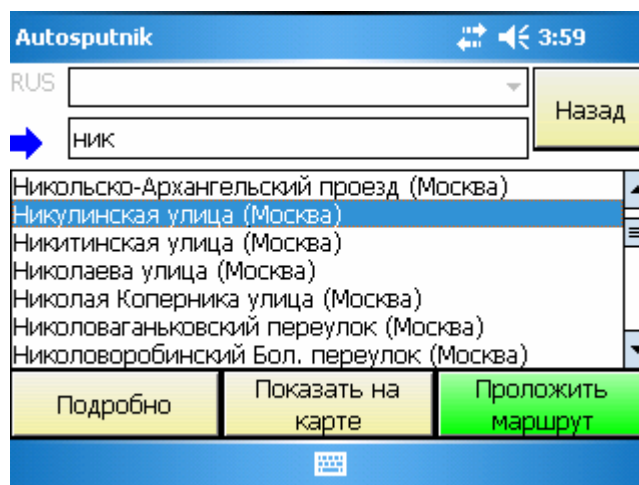 Autosputnik 3:59
RUS
Назад
ник
Никольско-Архангельский проезд (Москва)
Никулинская улица (Москва)
Никитинская улица (Москва)
Николаева улица (Москва)
Николая Коперника улица (Москва)
Николоваганьковский переулок (Москва)
Николоворобинский Бол. переулок (Москва)
Подробно
Показать на
карте
Проложить
маршрут